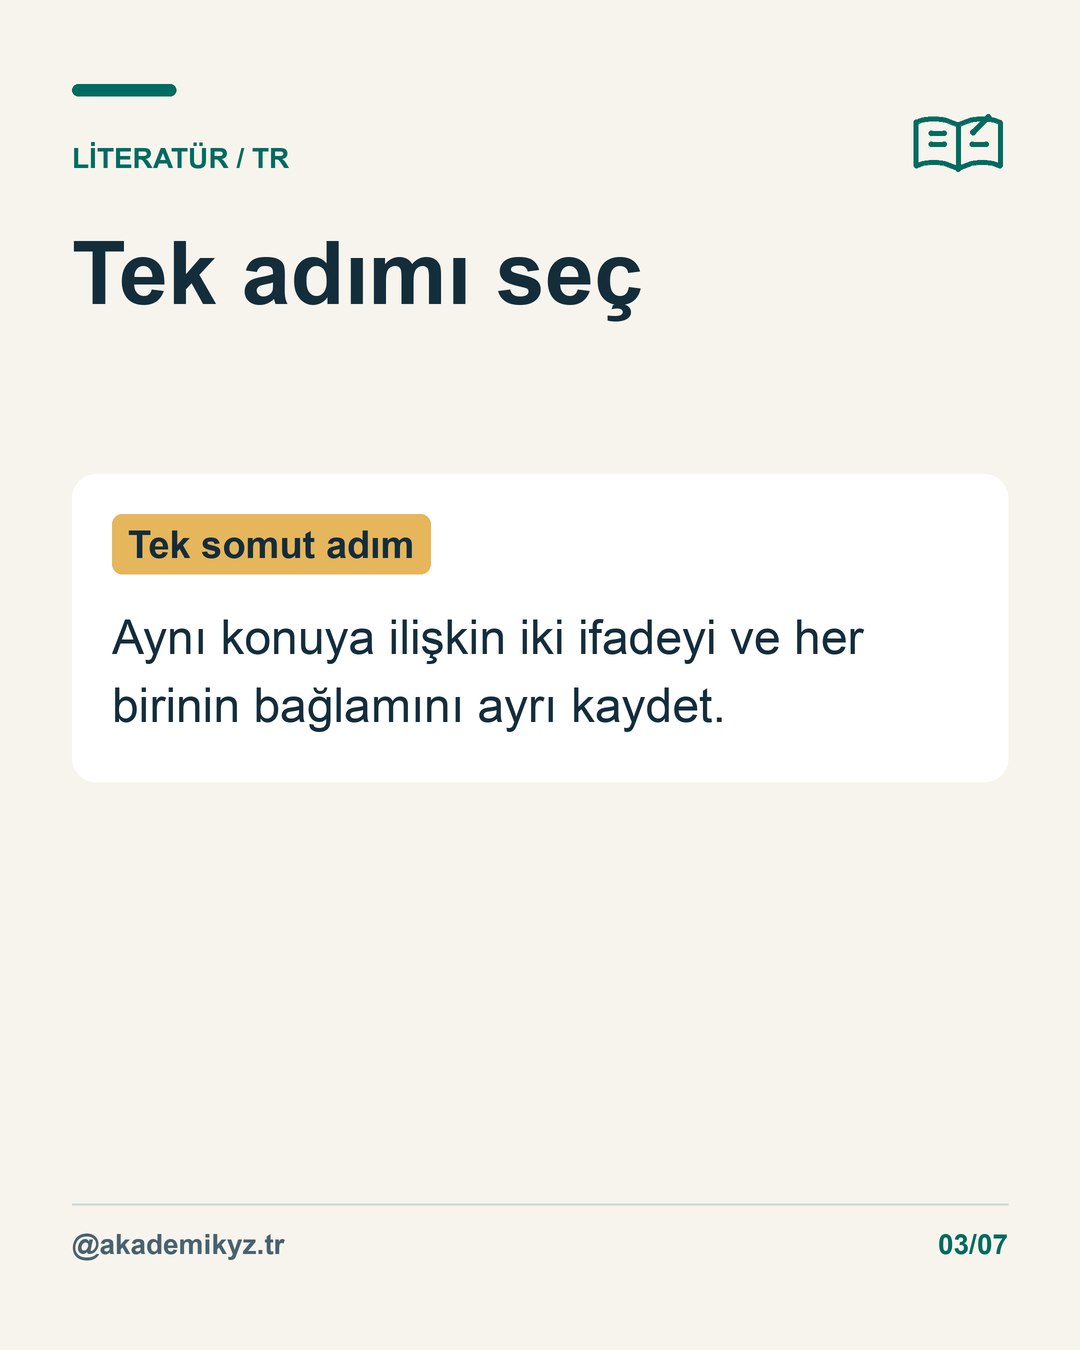 LİTERATÜR / TR
Tek adımı seç
Tek somut adım
Aynı konuya ilişkin iki ifadeyi ve her
birinin bağlamını ayrı kaydet.
@akademikyz.tr
03/07